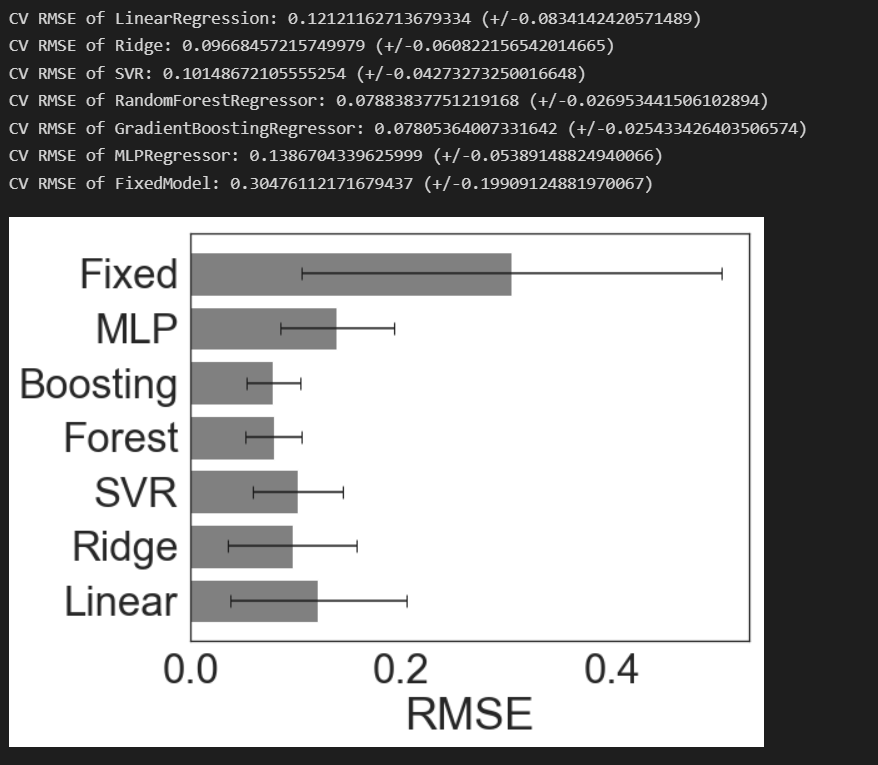 CV RMSE of LinearRegression: 0.12121162713679334 (+/-0.0834142420571489)
CV RMSE of Ridge: 0.09668457215749979 (+/-0.060822156542014665)
CV RMSE of SVR: 0.10148672105555254 (+/-0.04273273250016648)
CV RMSE of RandomForestRegressor: 0.07883837751219168 (+/-0.026953441506102894)
CV RMSE of GradientBoostingRegressor: 0.07805364007331642 (+/-0.025433426403506574)
CV RMSE of MLPRegressor: 0.1386704339625999 (+/-0.05389148824940066)
CV RMSE of FixedModel: 0.30476112171679437 (+/-0.19909124881970067)
Fixed
MLP
Boosting
Forest
SVR
Ridge
Linear
0.0 0.2 0.4
RMSE